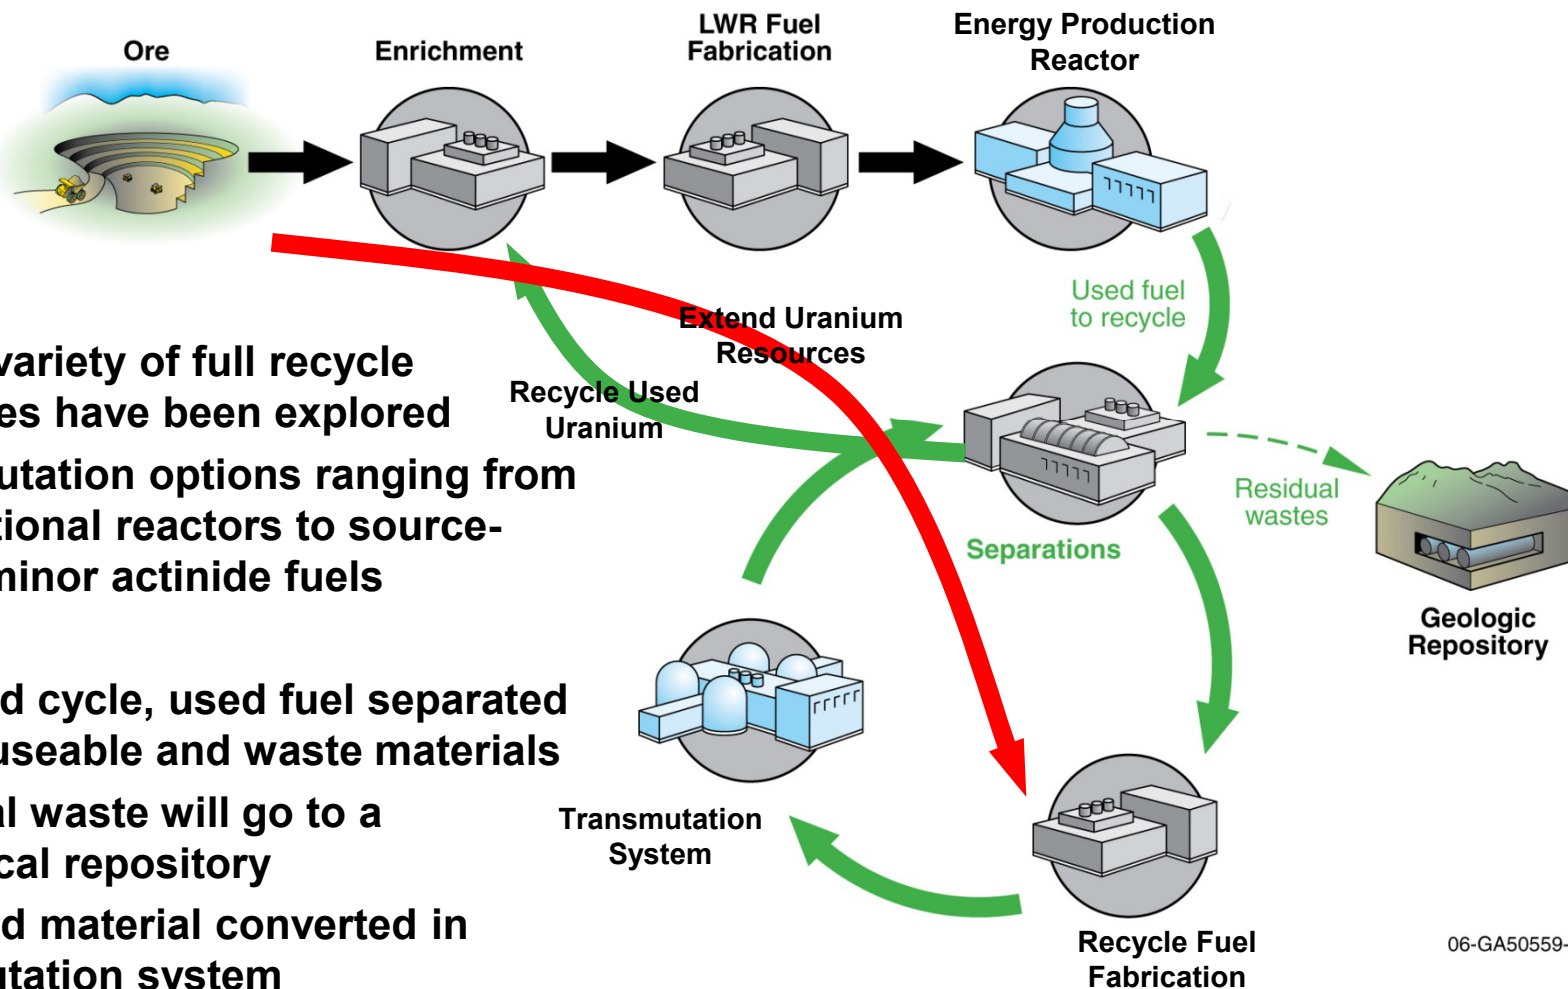 Ore
Enrichment
LWR Fuel
Fabrication
Energy Production
Reactor
Used fuel
to recycle
Extend Uranium
Resources
Recycle Used
Uranium
variety of full recycle
es have been explored
utation options ranging from
tional reactors to source-
minor actinide fuels
d cycle, used fuel separated
useable and waste materials
al waste will go to a
cal repository
d material converted in
utation system
Separations
Residual
wastes
Geologic
Repository
Transmutation
System
Recycle Fuel
Fabrication
06-GA50559-